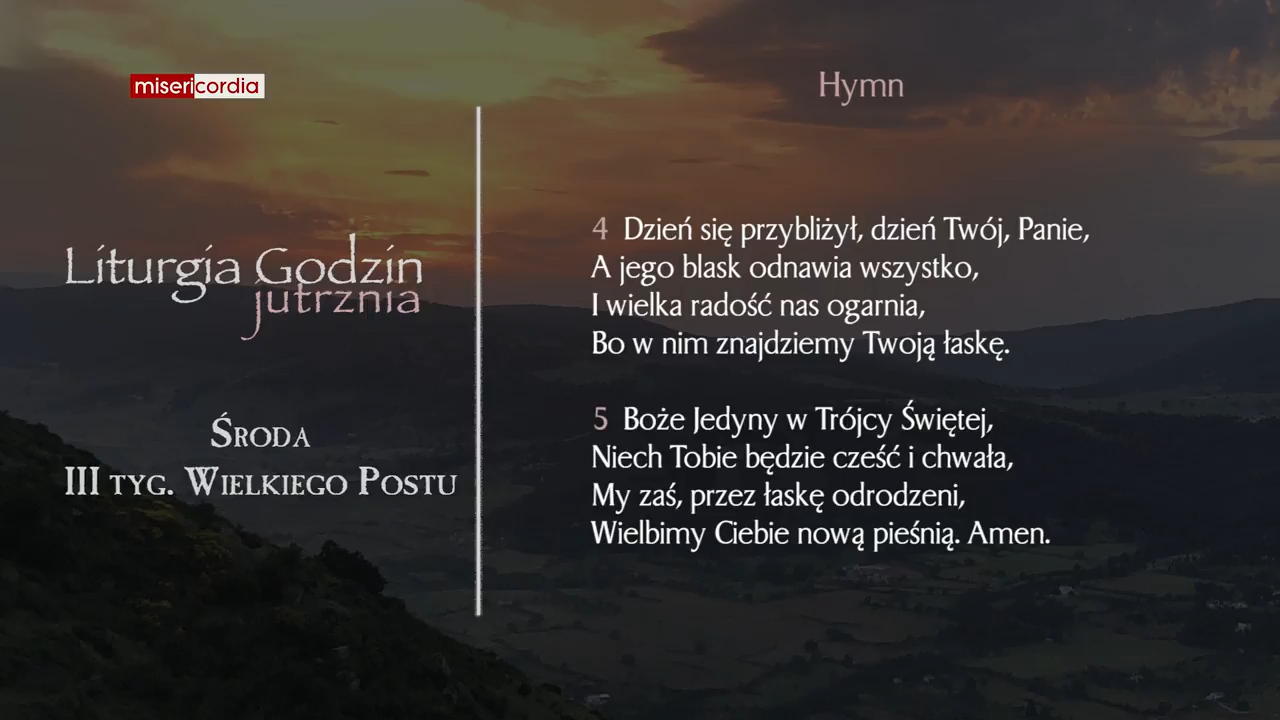 misericordia
Liturgia Godzin
jutrznia
Środa
III tyg. Wielkiego Postu
Hymn
4 Dzień się przybliżył, dzień Twój, Panie,
A jego blask odnawia wszystko,
I wielka radość nas ogarnia,
Bo w nim znajdziemy Twoją łaskę.
5 Boże Jedyny w Trójcy Świętej,
Niech Tobie będzie cześć i chwała,
My zaś, przez łaskę odrodzeni,
Wielbimy Ciebie nową pieśnią. Amen.